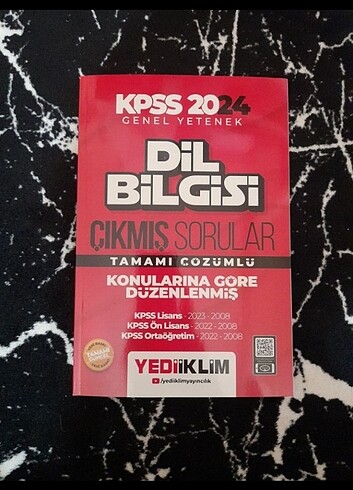 KPSS 2024
GENEL YETENEK
DİL
BİLGİSİ
ÇIKMIŞ SORULAR
TAMAMI ÇÖZÜMLÜ
KONULARINA GÖRE
DÜZENLENMİŞ
KPSS Lisans - 2023 - 2008
KPSS Ön Lisans - 2022 - 2008
KPSS Ortaöğretim - 2022 - 2008
YEDİİKLİM
/yediiklimyayıncılık